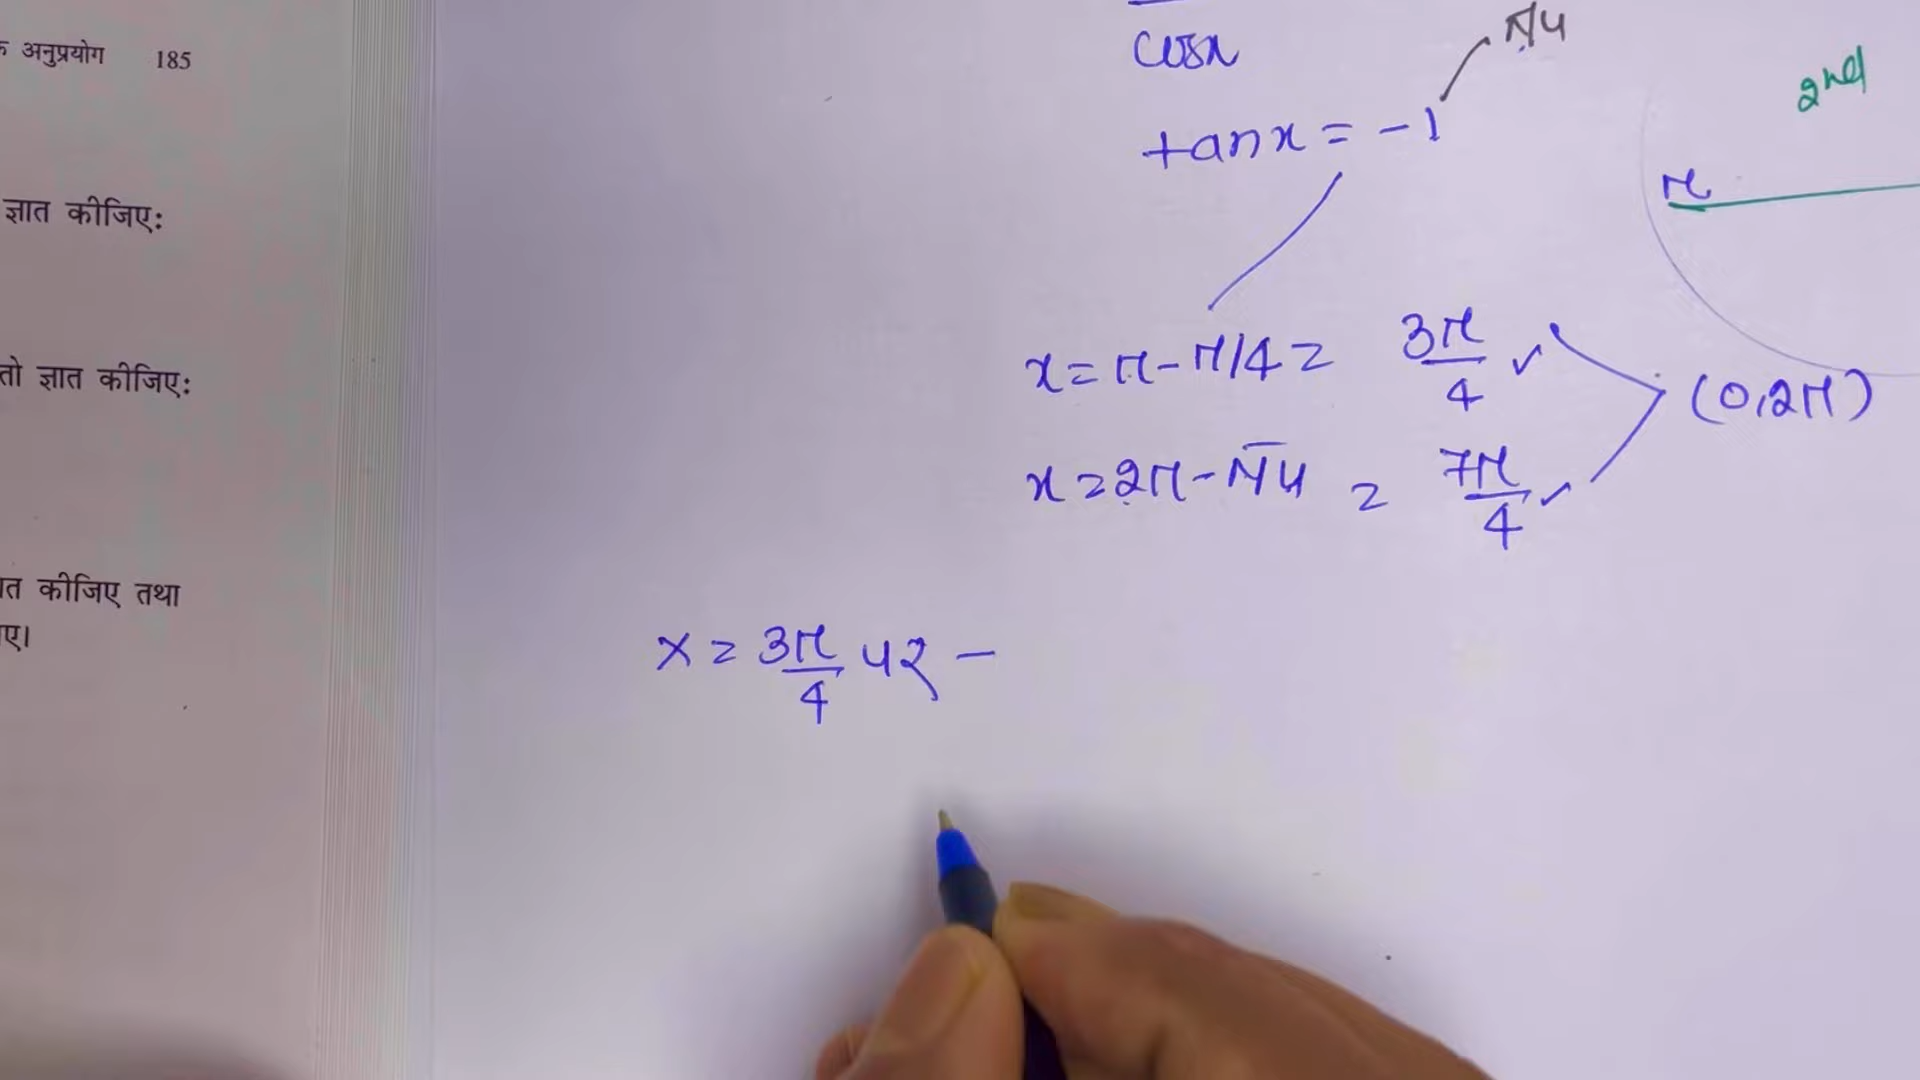 अनुप्रयोग 185
ज्ञात कीजिए:
तो ज्ञात कीजिए:
कीजिए तथा
cosx
π/4
tanx = -1
2nd
π
x = π - π/4 = 3π/4 ✓
(0,2π)
x = 2π - π/4 = 7π/4 ✓
x = 3π/4 पर -